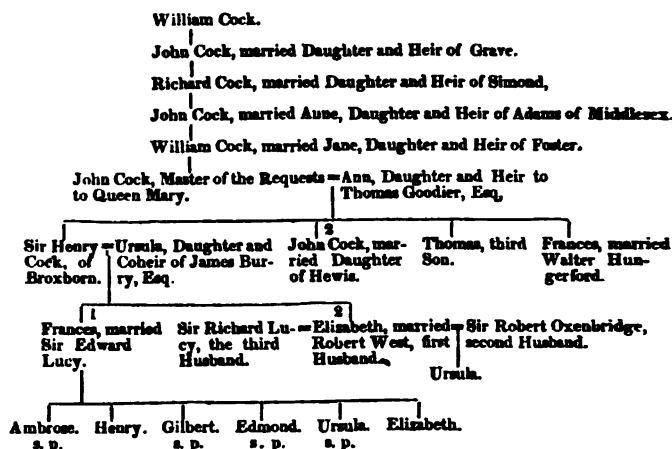 William Cock.
John Cock, married Daughter and Heir of Grave.
Richard Cock, married Daughter and Heir of Simond,
John Cock, married Anne, Daughter and Heir of Adams of Middlesex.
William Cock, married Jane, Daughter and Heir of Foster.
John Cock, Master of the Requests = Ann, Daughter and Heir to
to Queen Mary. Thomas Goodier, Esq,
2
Sir Henry = Ursula, Daughter and
Cock, of Coheir of James Bur-
Broxborn. ry, Esq.
John Cock, mar-
ried Daughter
of Hewis.
Thomas, third
Son.
Frances, married
Walter Hun-
gerford.
1 2
Frances, married
Sir Edward
Lucy.
Sir Richard Lu- = Elizabeth, married = Sir Robert Oxenbridge,
cy, the third Robert West, first second Husband.
Husband. Husband.
Ursula.
Ambrose. Henry. Gilbert. Edmond. Ursula. Elizabeth.
s. p. s. p. s. p. s. p.